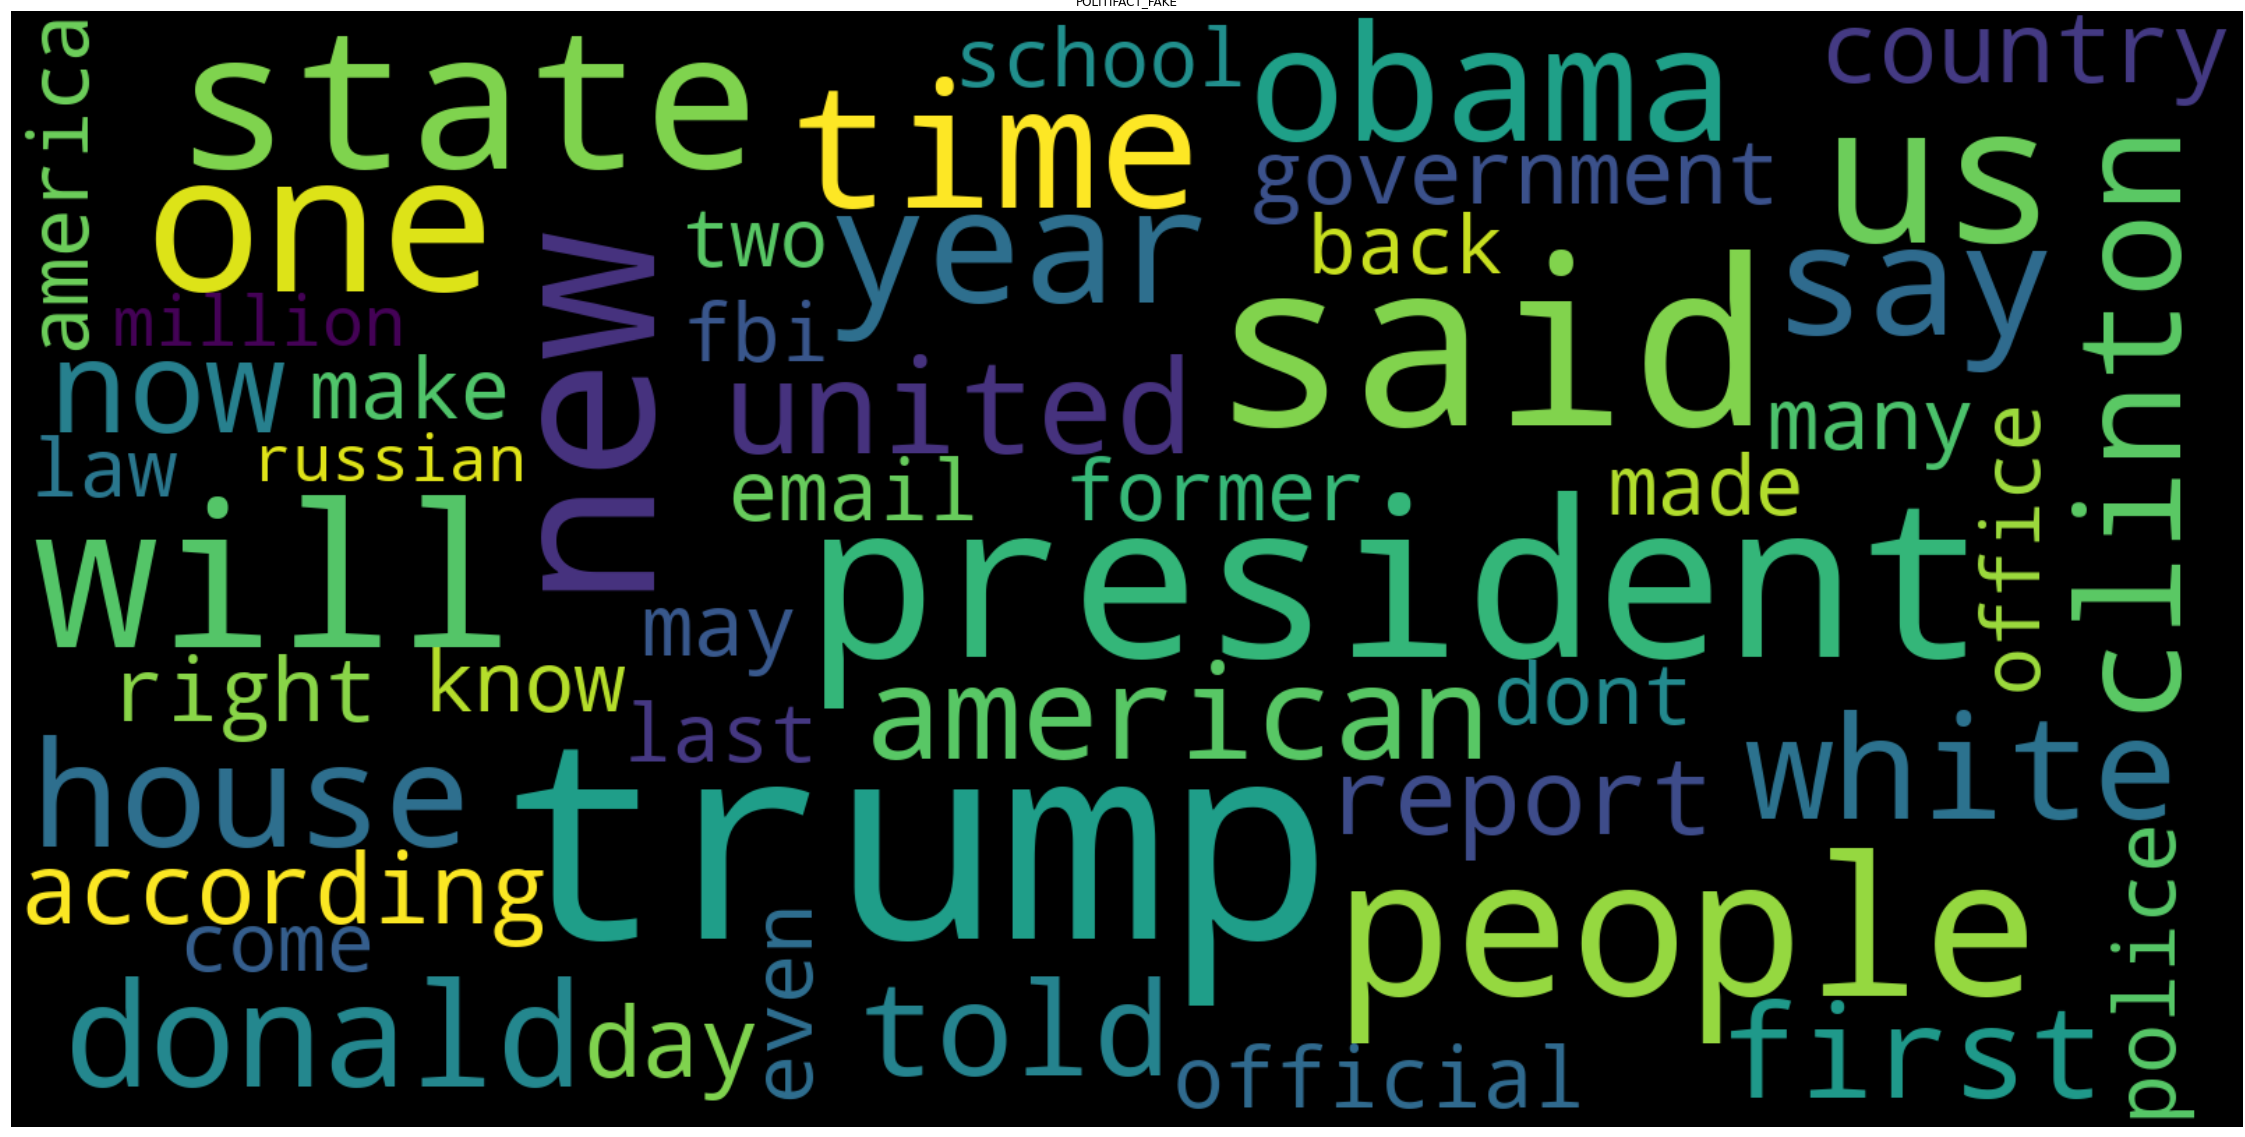 POLITIFACT_FAKE
america
state
school
time
obama
country
one
government
us
two
year
back
new
said
say
clinton
million
fbi
now
make
united
many
law
russian
email
former
made
office
will
president
may
right
know
american
dont
last
house
trump
report
white
according
people
police
come
donald
day
even
told
official
first